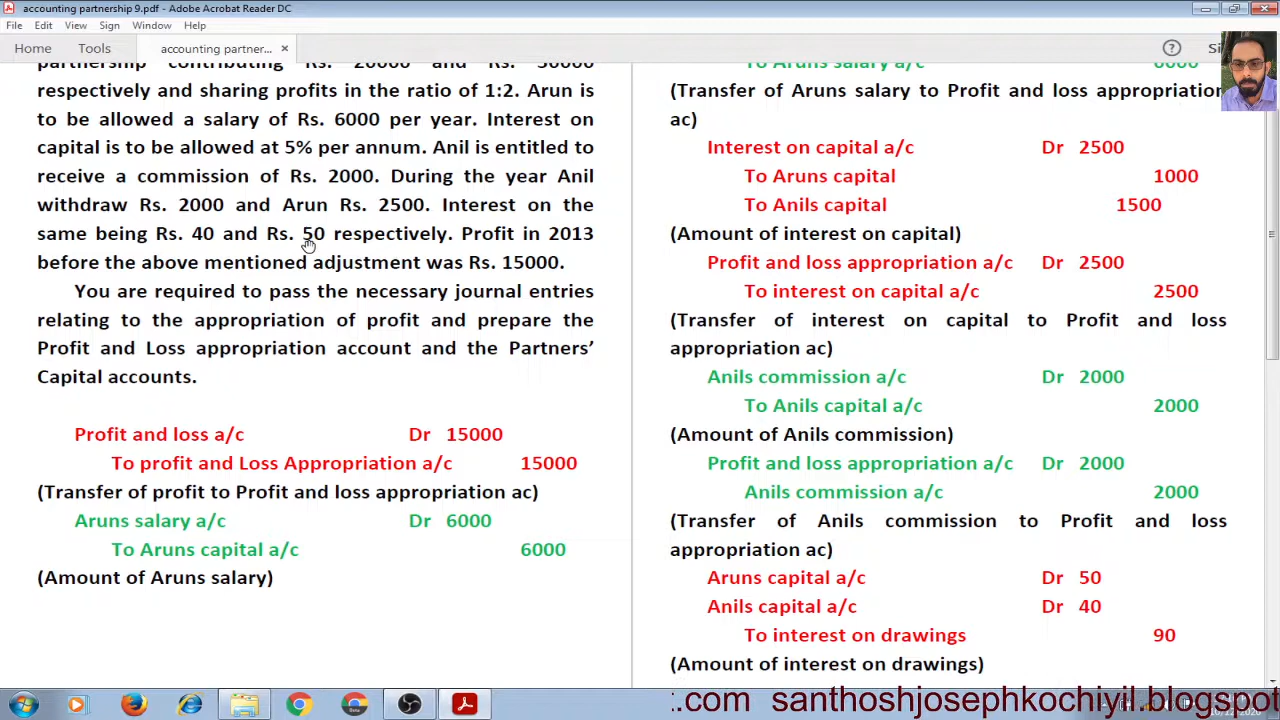 accounting partnership 9.pdf - Adobe Acrobat Reader DC
File Edit View Sign Window Help
Home Tools accounting partner... ×
partnership contributing Rs. 20000 and Rs. 30000
respectively and sharing profits in the ratio of 1:2. Arun is
to be allowed a salary of Rs. 6000 per year. Interest on
capital is to be allowed at 5% per annum. Anil is entitled to
receive a commission of Rs. 2000. During the year Anil
withdraw Rs. 2000 and Arun Rs. 2500. Interest on the
same being Rs. 40 and Rs. 50 respectively. Profit in 2013
before the above mentioned adjustment was Rs. 15000.
You are required to pass the necessary journal entries
relating to the appropriation of profit and prepare the
Profit and Loss appropriation account and the Partners’
Capital accounts.
Profit and loss a/c Dr 15000
To profit and Loss Appropriation a/c 15000
(Transfer of profit to Profit and loss appropriation ac)
Aruns salary a/c Dr 6000
To Aruns capital a/c 6000
(Amount of Aruns salary)
To Aruns salary a/c 6000
(Transfer of Aruns salary to Profit and loss appropriation
ac)
Interest on capital a/c Dr 2500
To Aruns capital 1000
To Anils capital 1500
(Amount of interest on capital)
Profit and loss appropriation a/c Dr 2500
To interest on capital a/c 2500
(Transfer of interest on capital to Profit and loss
appropriation ac)
Anils commission a/c Dr 2000
To Anils capital a/c 2000
(Amount of Anils commission)
Profit and loss appropriation a/c Dr 2000
Anils commission a/c 2000
(Transfer of Anils commission to Profit and loss
appropriation ac)
Aruns capital a/c Dr 50
Anils capital a/c Dr 40
To interest on drawings 90
(Amount of interest on drawings)
.com santhoshjosephkochiyil.blogspot